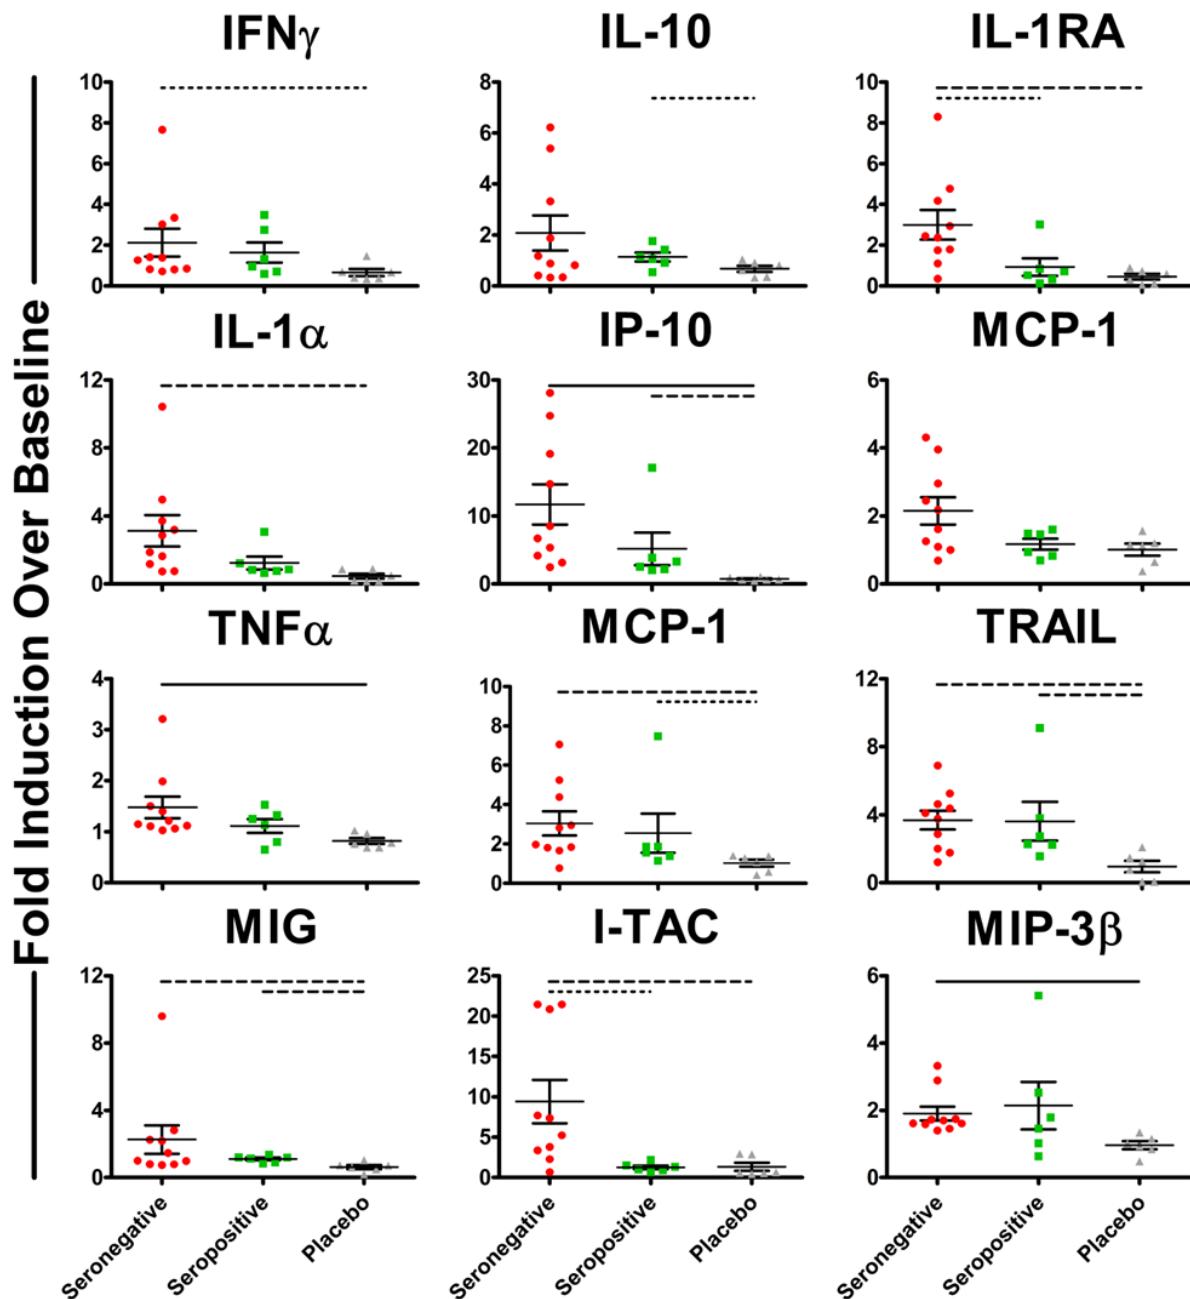 Fold Induction Over Baseline
IFNγ
10
8
6
4
2
0
IL-10
8
6
4
2
0
IL-1RA
10
8
6
4
2
0
IL-1α
12
8
4
0
IP-10
30
20
10
0
MCP-1
6
4
2
0
TNFα
4
3
2
1
0
MCP-1
10
8
6
4
2
0
TRAIL
12
8
4
0
MIG
12
8
4
0
Seronegative
Seropositive
Placebo
I-TAC
25
20
15
10
5
0
Seronegative
Seropositive
Placebo
MIP-3β
6
4
2
0
Seronegative
Seropositive
Placebo